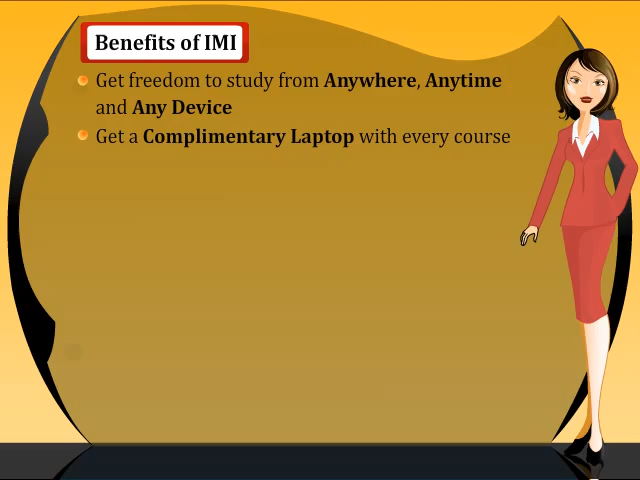 Benefits of IMI
Get freedom to study from Anywhere, Anytime
and Any Device
Get a Complimentary Laptop with every course